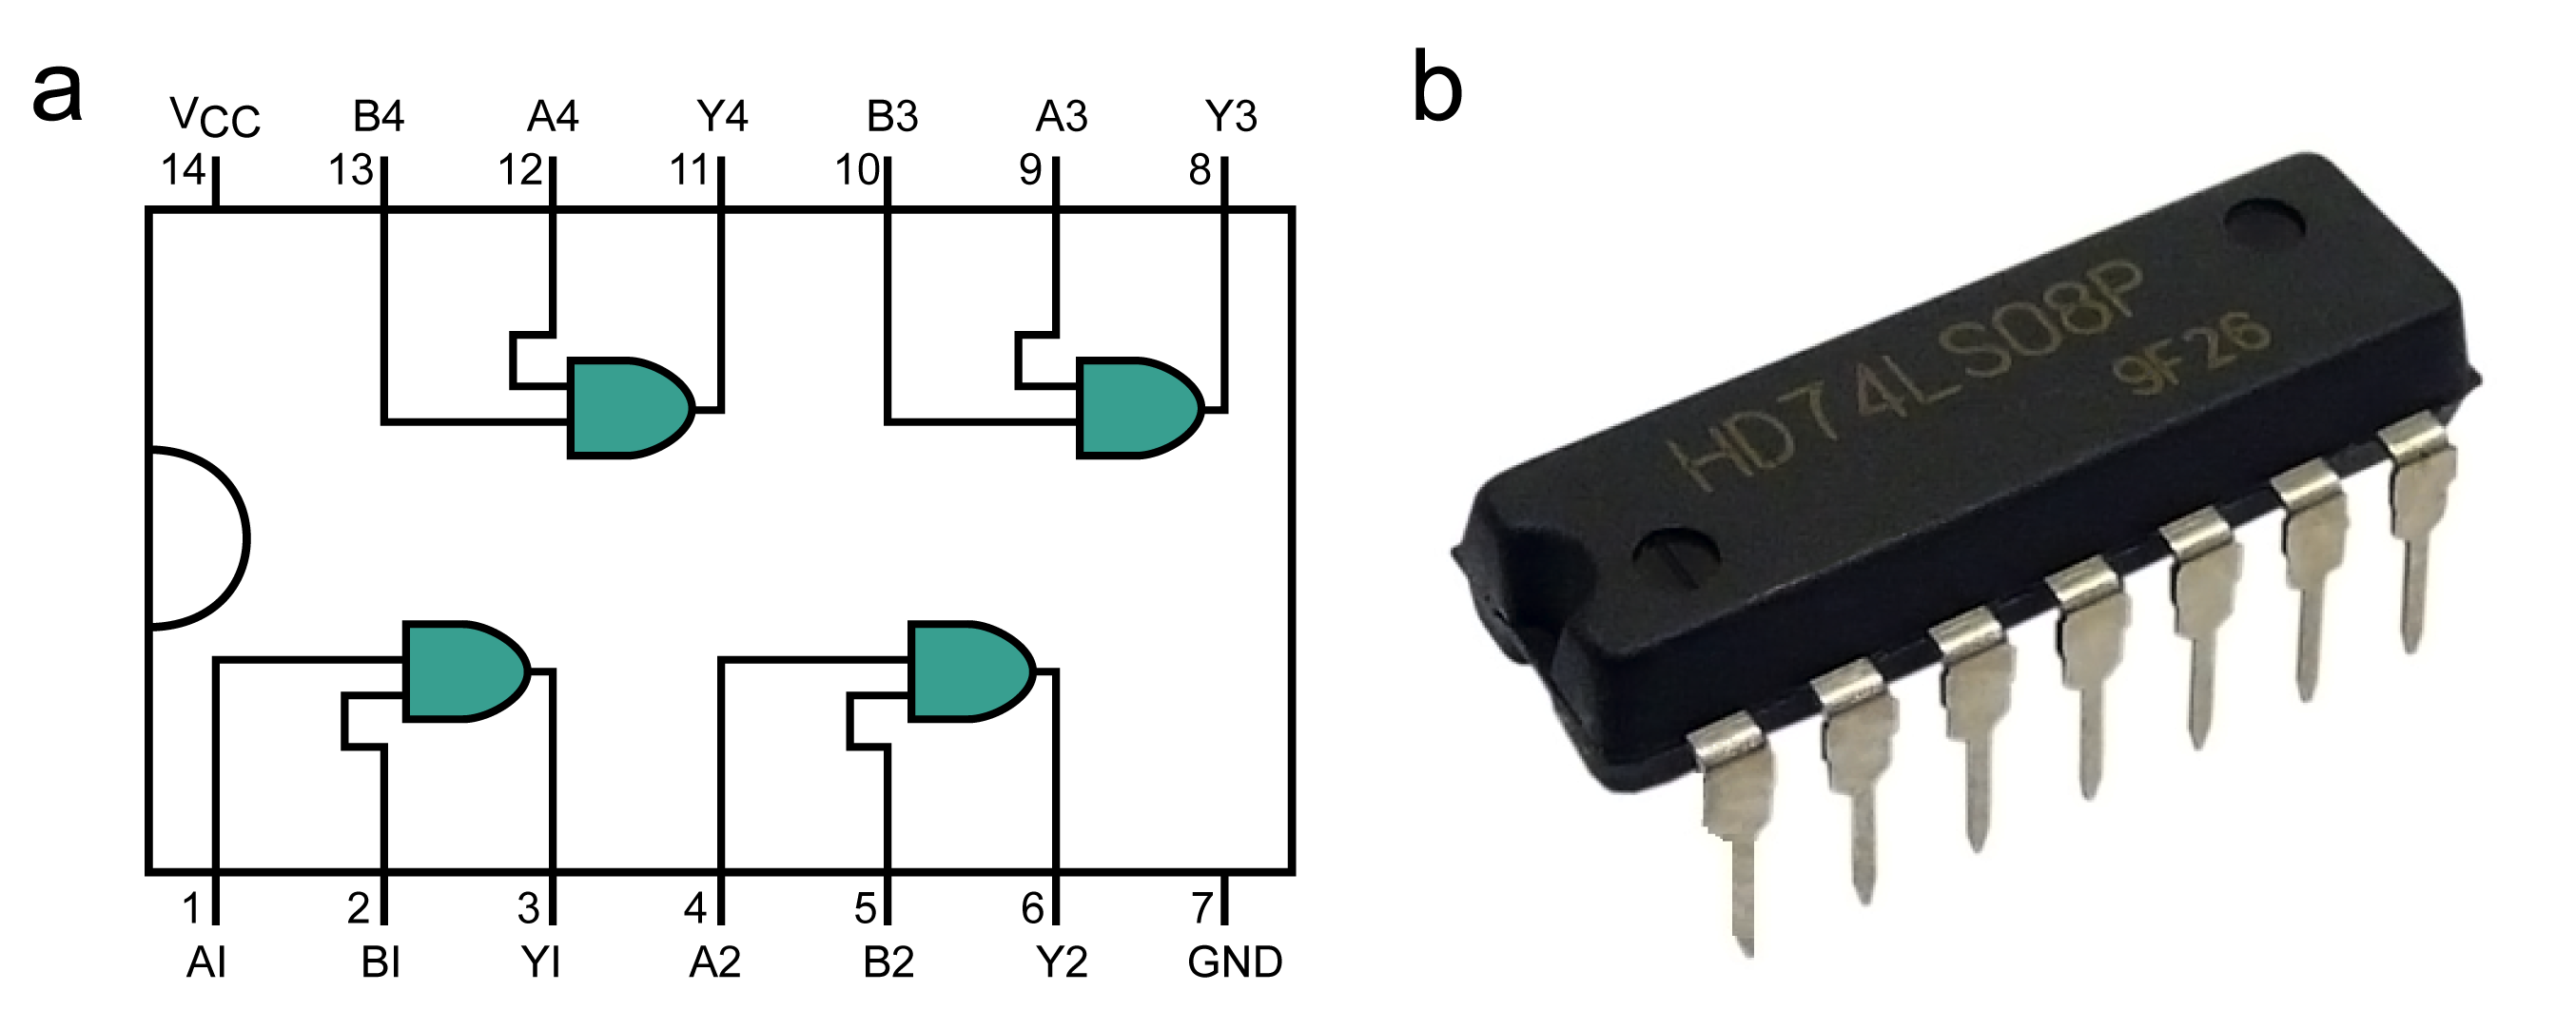 a
VCC B4 A4 Y4 B3 A3 Y3
14 13 12 11 10 9 8
1 2 3 4 5 6 7
AI BI YI A2 B2 Y2 GND
b
HD74LS08P
9F26